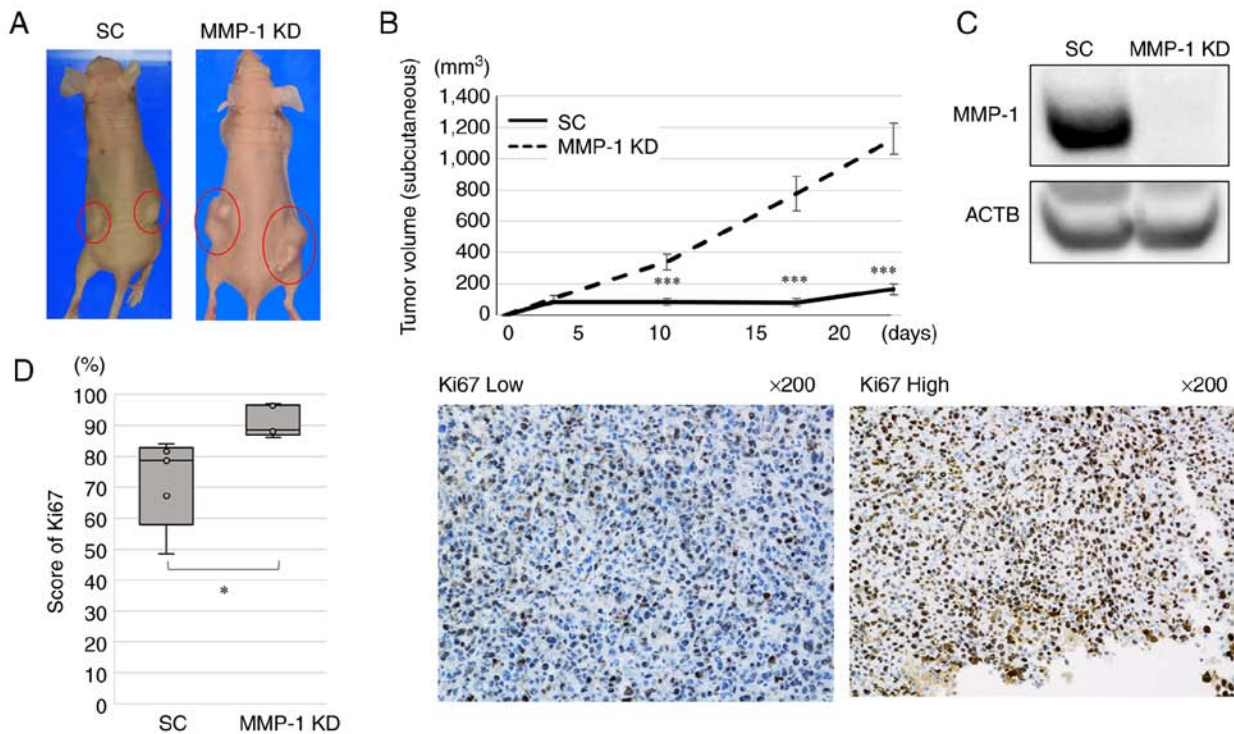 A
SC
MMP-1 KD
B
(mm³)
Tumor volume (subcutaneous)
1,400
1,200
1,000
800
600
400
200
0
SC
MMP-1 KD
***
***
***
0
5
10
15
20
(days)
C
SC
MMP-1 KD
MMP-1
ACTB
D
(%)
Score of Ki67
100
90
80
70
60
50
40
30
20
10
0
*
SC
MMP-1 KD
Ki67 Low
×200
Ki67 High
×200